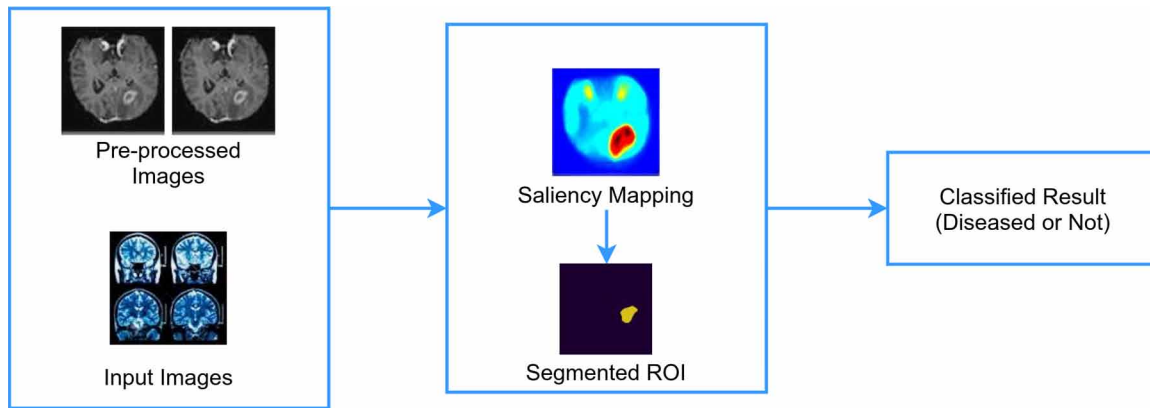 Pre-processed
Images
Input Images
Saliency Mapping
Segmented ROI
Classified Result
(Diseased or Not)